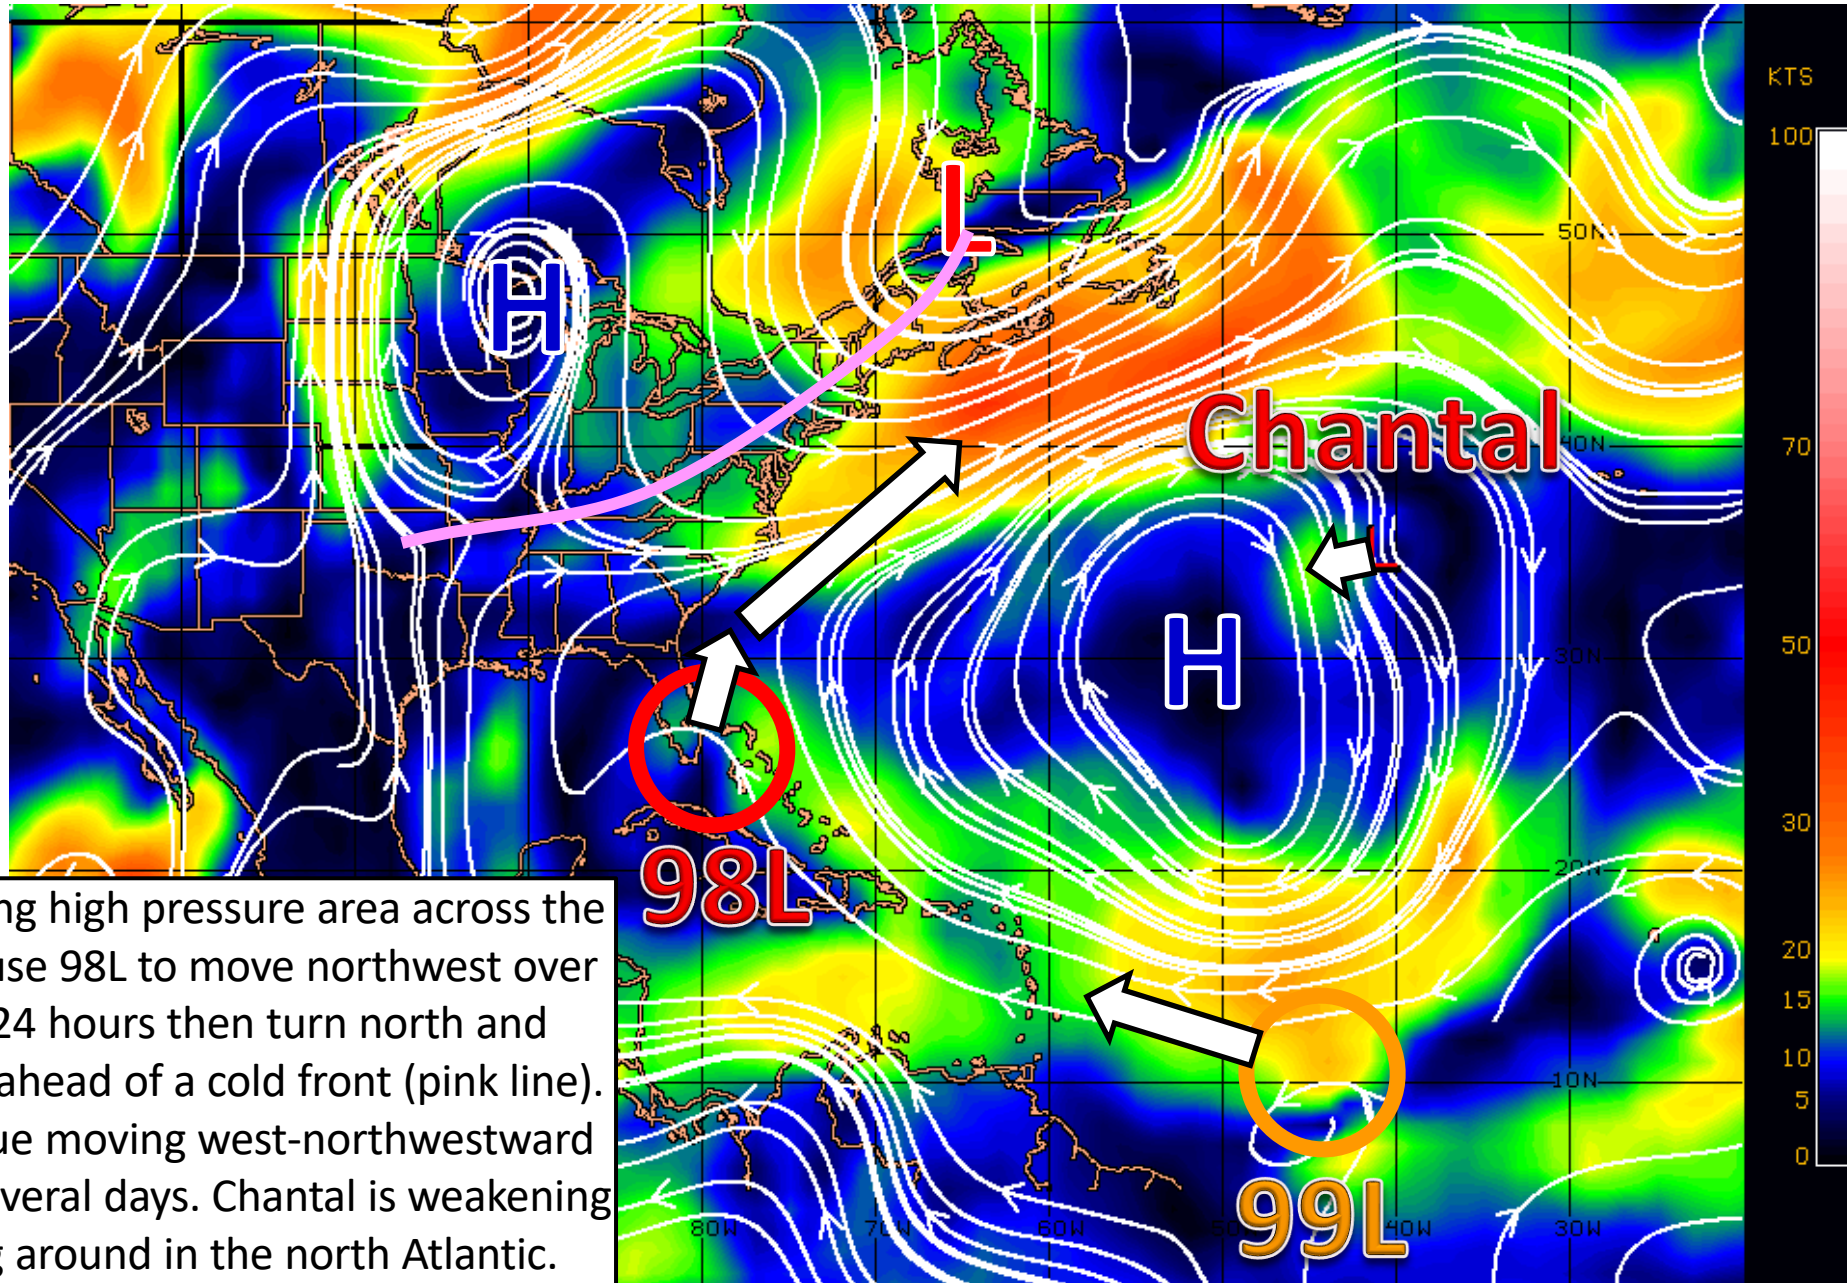 KTS
100
L
50N
H
Chantal
40N
70
L
H
30N
50
30
20N
98L
ng high pressure area across the
use 98L to move northwest over
24 hours then turn north and
ahead of a cold front (pink line).
ue moving west-northwestward
everal days. Chantal is weakening
g around in the north Atlantic.
20
15
10
10N
5
0
99L
80W
70W
60W
40W
30W